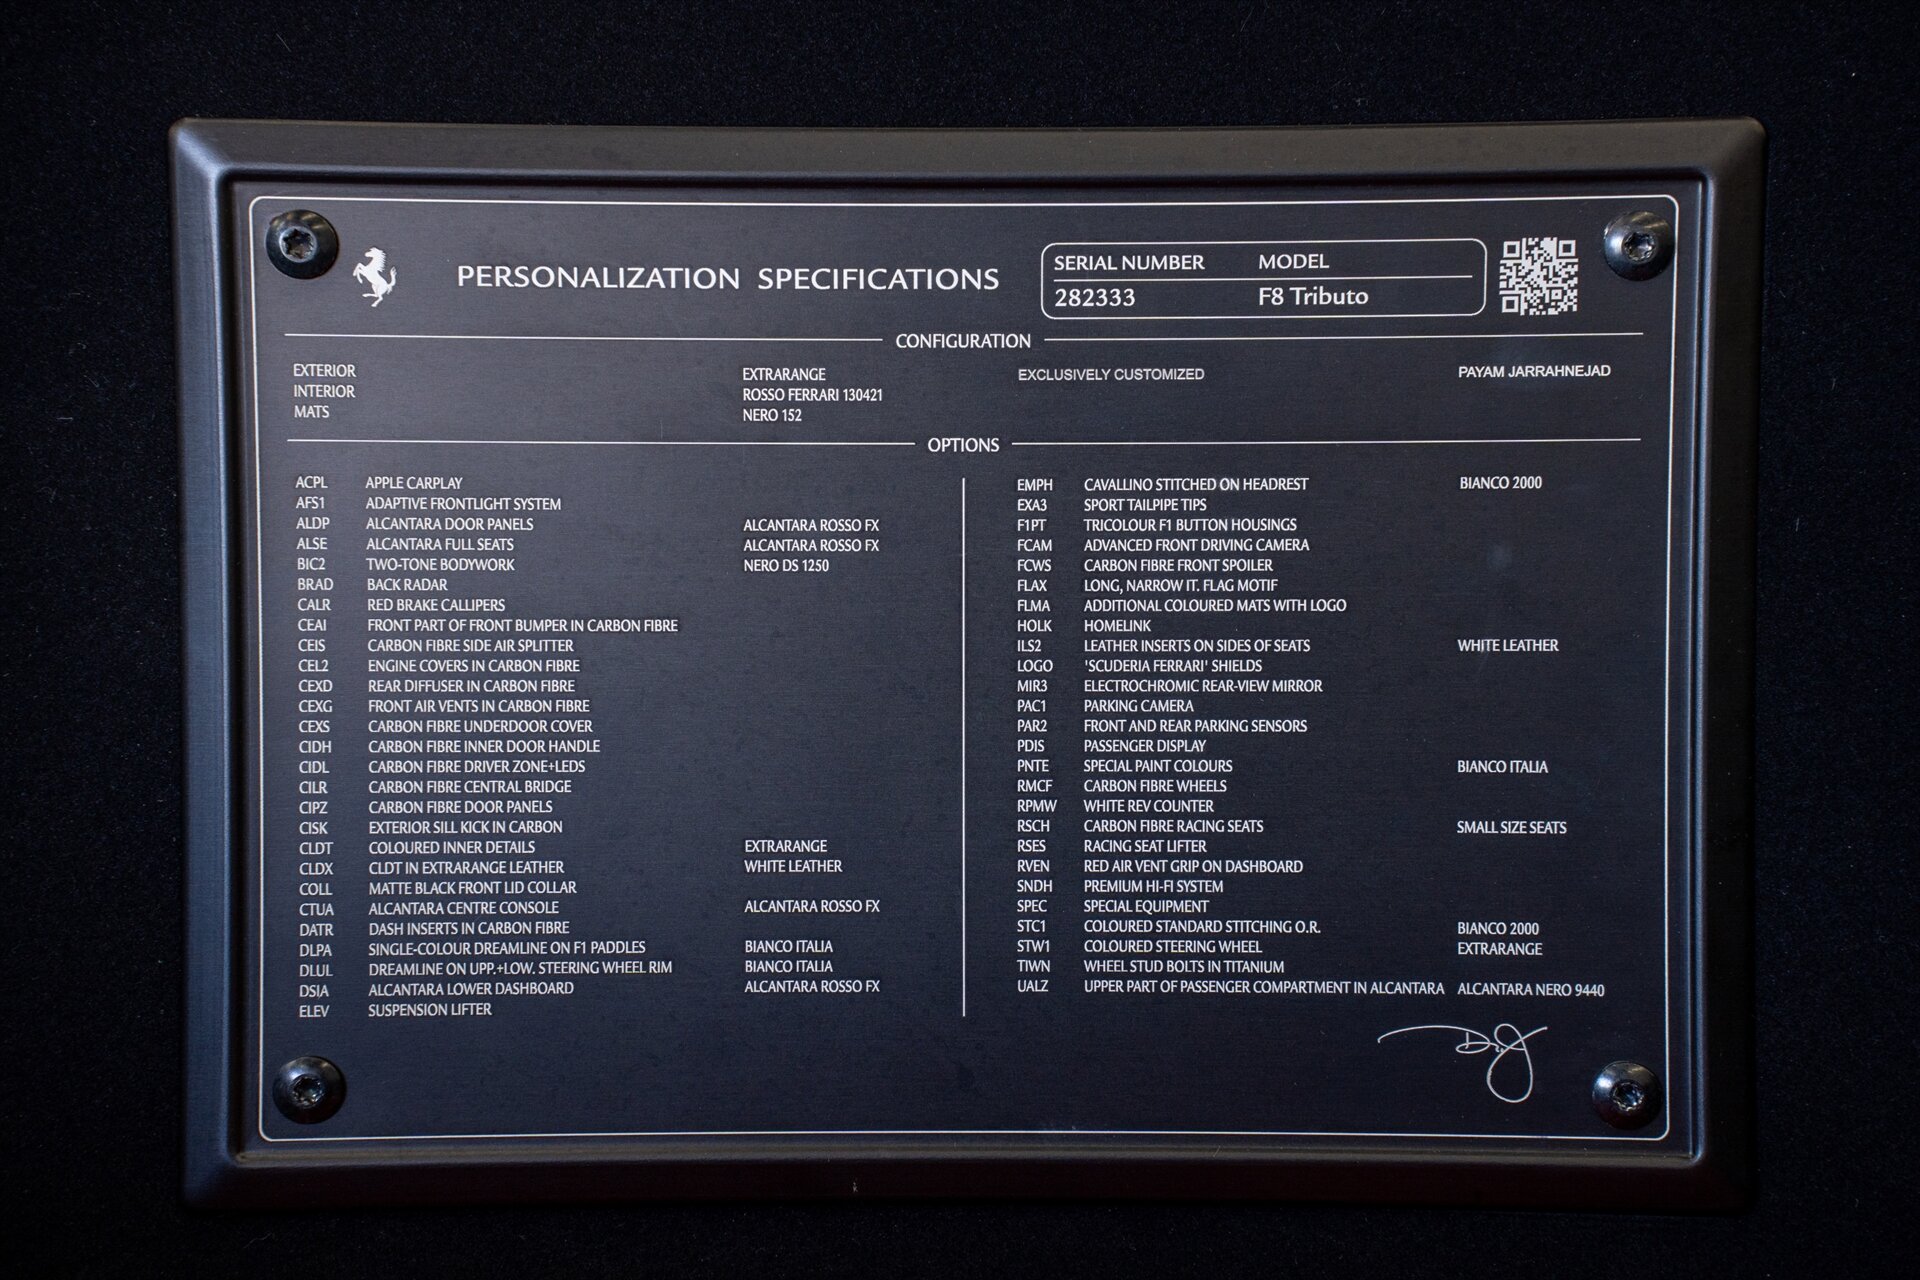 PERSONALIZATION SPECIFICATIONS
SERIAL NUMBER MODEL
282333 F8 Tributo
CONFIGURATION
EXTERIOR EXTRARANGE EXCLUSIVELY CUSTOMIZED PAYAM JARRAHNEJAD
INTERIOR ROSSO FERRARI 130421
MATS NERO 152
OPTIONS
ACPL APPLE CARPLAY
AFS1 ADAPTIVE FRONTLIGHT SYSTEM
ALDP ALCANTARA DOOR PANELS ALCANTARA ROSSO FX
ALSE ALCANTARA FULL SEATS ALCANTARA ROSSO FX
BIC2 TWO-TONE BODYWORK NERO DS 1250
BRAD BACK RADAR
CALR RED BRAKE CALLIPERS
CEAI FRONT PART OF FRONT BUMPER IN CARBON FIBRE
CEIS CARBON FIBRE SIDE AIR SPLITTER
CEL2 ENGINE COVERS IN CARBON FIBRE
CEXD REAR DIFFUSER IN CARBON FIBRE
CEXG FRONT AIR VENTS IN CARBON FIBRE
CEXS CARBON FIBRE UNDERDOOR COVER
CIDH CARBON FIBRE INNER DOOR HANDLE
CIDL CARBON FIBRE DRIVER ZONE+LEDS
CILR CARBON FIBRE CENTRAL BRIDGE
CIPZ CARBON FIBRE DOOR PANELS
CISK EXTERIOR SILL KICK IN CARBON
CLDT COLOURED INNER DETAILS EXTRARANGE
CLDX CLDT IN EXTRARANGE LEATHER WHITE LEATHER
COLL MATTE BLACK FRONT LID COLLAR
CTUA ALCANTARA CENTRE CONSOLE ALCANTARA ROSSO FX
DATR DASH INSERTS IN CARBON FIBRE
DLPA SINGLE-COLOUR DREAMLINE ON F1 PADDLES BIANCO ITALIA
DLUL DREAMLINE ON UPP.+LOW. STEERING WHEEL RIM BIANCO ITALIA
DSIA ALCANTARA LOWER DASHBOARD ALCANTARA ROSSO FX
ELEV SUSPENSION LIFTER
EMPH CAVALLINO STITCHED ON HEADREST BIANCO 2000
EXA3 SPORT TAILPIPE TIPS
F1PT TRICOLOUR F1 BUTTON HOUSINGS
FCAM ADVANCED FRONT DRIVING CAMERA
FCWS CARBON FIBRE FRONT SPOILER
FLAX LONG, NARROW IT. FLAG MOTIF
FLMA ADDITIONAL COLOURED MATS WITH LOGO
HOLK HOMELINK
ILS2 LEATHER INSERTS ON SIDES OF SEATS WHITE LEATHER
LOGO 'SCUDERIA FERRARI' SHIELDS
MIR3 ELECTROCHROMIC REAR-VIEW MIRROR
PAC1 PARKING CAMERA
PAR2 FRONT AND REAR PARKING SENSORS
PDIS PASSENGER DISPLAY
PNTE SPECIAL PAINT COLOURS BIANCO ITALIA
RMCF CARBON FIBRE WHEELS
RPMW WHITE REV COUNTER
RSCH CARBON FIBRE RACING SEATS SMALL SIZE SEATS
RSES RACING SEAT LIFTER
RVEN RED AIR VENT GRIP ON DASHBOARD
SNDH PREMIUM HI-FI SYSTEM
SPEC SPECIAL EQUIPMENT
STC1 COLOURED STANDARD STITCHING O.R. BIANCO 2000
STW1 COLOURED STEERING WHEEL EXTRARANGE
TIWN WHEEL STUD BOLTS IN TITANIUM
UALZ UPPER PART OF PASSENGER COMPARTMENT IN ALCANTARA ALCANTARA NERO 9440